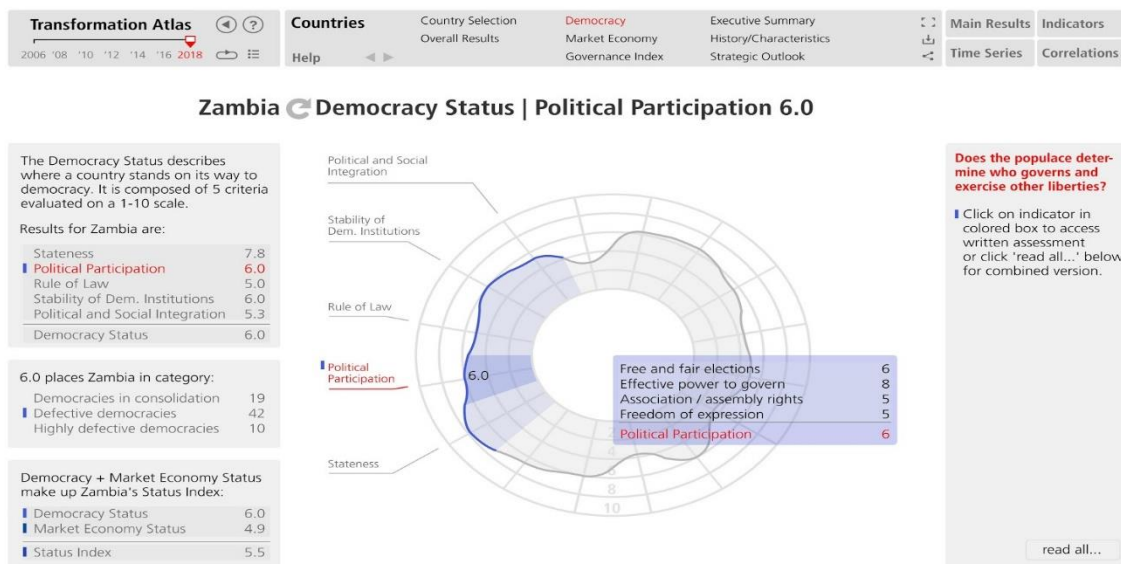 Transformation Atlas
2006 '08 '10 '12 '14 '16 2018
?
Countries
Help
Country Selection
Overall Results
Democracy
Market Economy
Governance Index
Executive Summary
History/Characteristics
Strategic Outlook
Main Results
Indicators
Time Series
Correlations
Zambia Democracy Status | Political Participation 6.0
The Democracy Status describes
where a country stands on its way to
democracy. It is composed of 5 criteria
evaluated on a 1-10 scale.
Results for Zambia are:
Stateness 7.8
Political Participation 6.0
Rule of Law 5.0
Stability of Dem. Institutions 6.0
Political and Social Integration 5.3
Democracy Status 6.0
6.0 places Zambia in category:
Democracies in consolidation 19
Defective democracies 42
Highly defective democracies 10
Democracy + Market Economy Status
make up Zambia's Status Index:
Democracy Status 6.0
Market Economy Status 4.9
Status Index 5.5
Political and Social
Integration
Stability of
Dem. Institutions
Rule of Law
Political
Participation
Stateness
6.0
Free and fair elections 6
Effective power to govern 8
Association / assembly rights 5
Freedom of expression 5
Political Participation 6
2
4
6
8
10
Does the populace deter-
mine who governs and
exercise other liberties?
Click on indicator in
colored box to access
written assessment
or click 'read all...' below
for combined version.
read all...